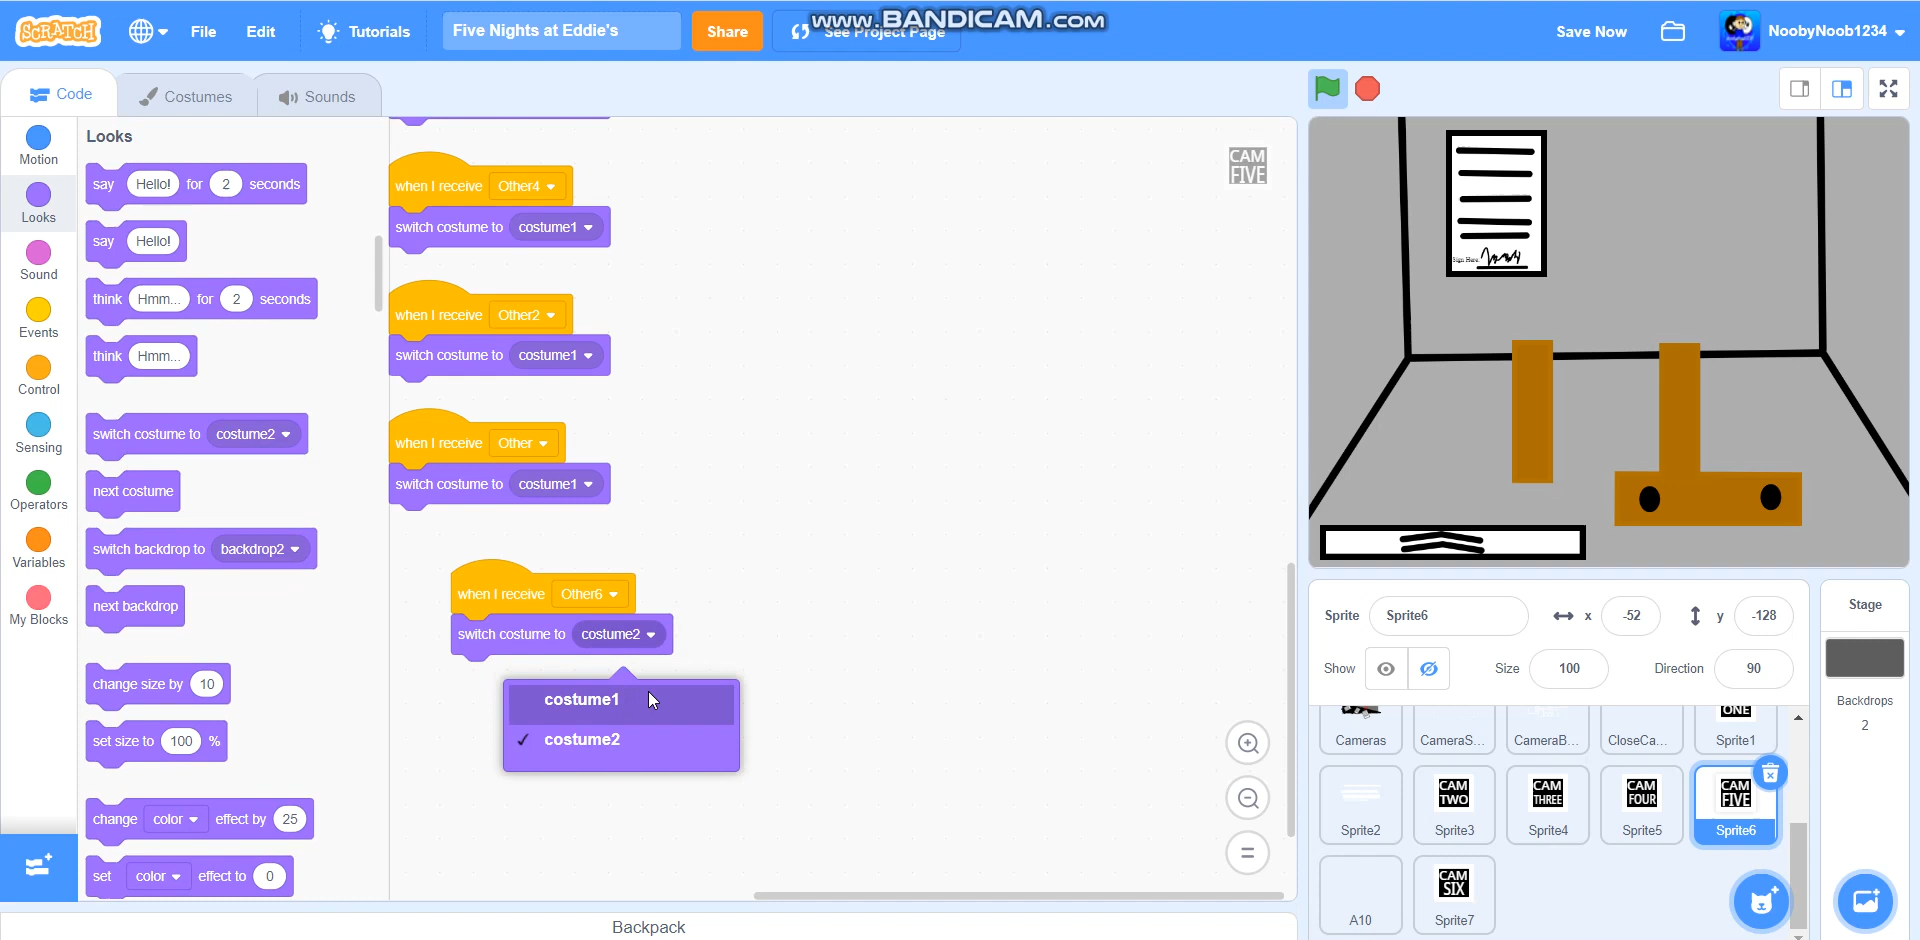 SCRATCH
File
Edit
Tutorials
Five Nights at Eddie's
Share
See Project Page
www.BANDICAM.com
Save Now
NoobyNoob1234
Code
Costumes
Sounds
Motion
Looks
Sound
Events
Control
Sensing
Operators
Variables
My Blocks
Looks
say Hello! for 2 seconds
say Hello!
think Hmm... for 2 seconds
think Hmm...
switch costume to costume2
next costume
switch backdrop to backdrop2
next backdrop
change size by 10
set size to 100 %
change color effect by 25
set color effect to 0
when I receive Other4
switch costume to costume1
when I receive Other2
switch costume to costume1
when I receive Other
switch costume to costume1
when I receive Other6
switch costume to costume2
costume1
✓ costume2
CAM
FIVE
Backpack
Sign Here:
Sprite Sprite6 x -52 y -128
Show Size 100 Direction 90
Stage
Backdrops
2
Cameras
CameraS...
CameraB...
CloseCa...
ONE
Sprite1
Sprite2
CAM
TWO
Sprite3
CAM
THREE
Sprite4
CAM
FOUR
Sprite5
CAM
FIVE
Sprite6
A10
CAM
SIX
Sprite7